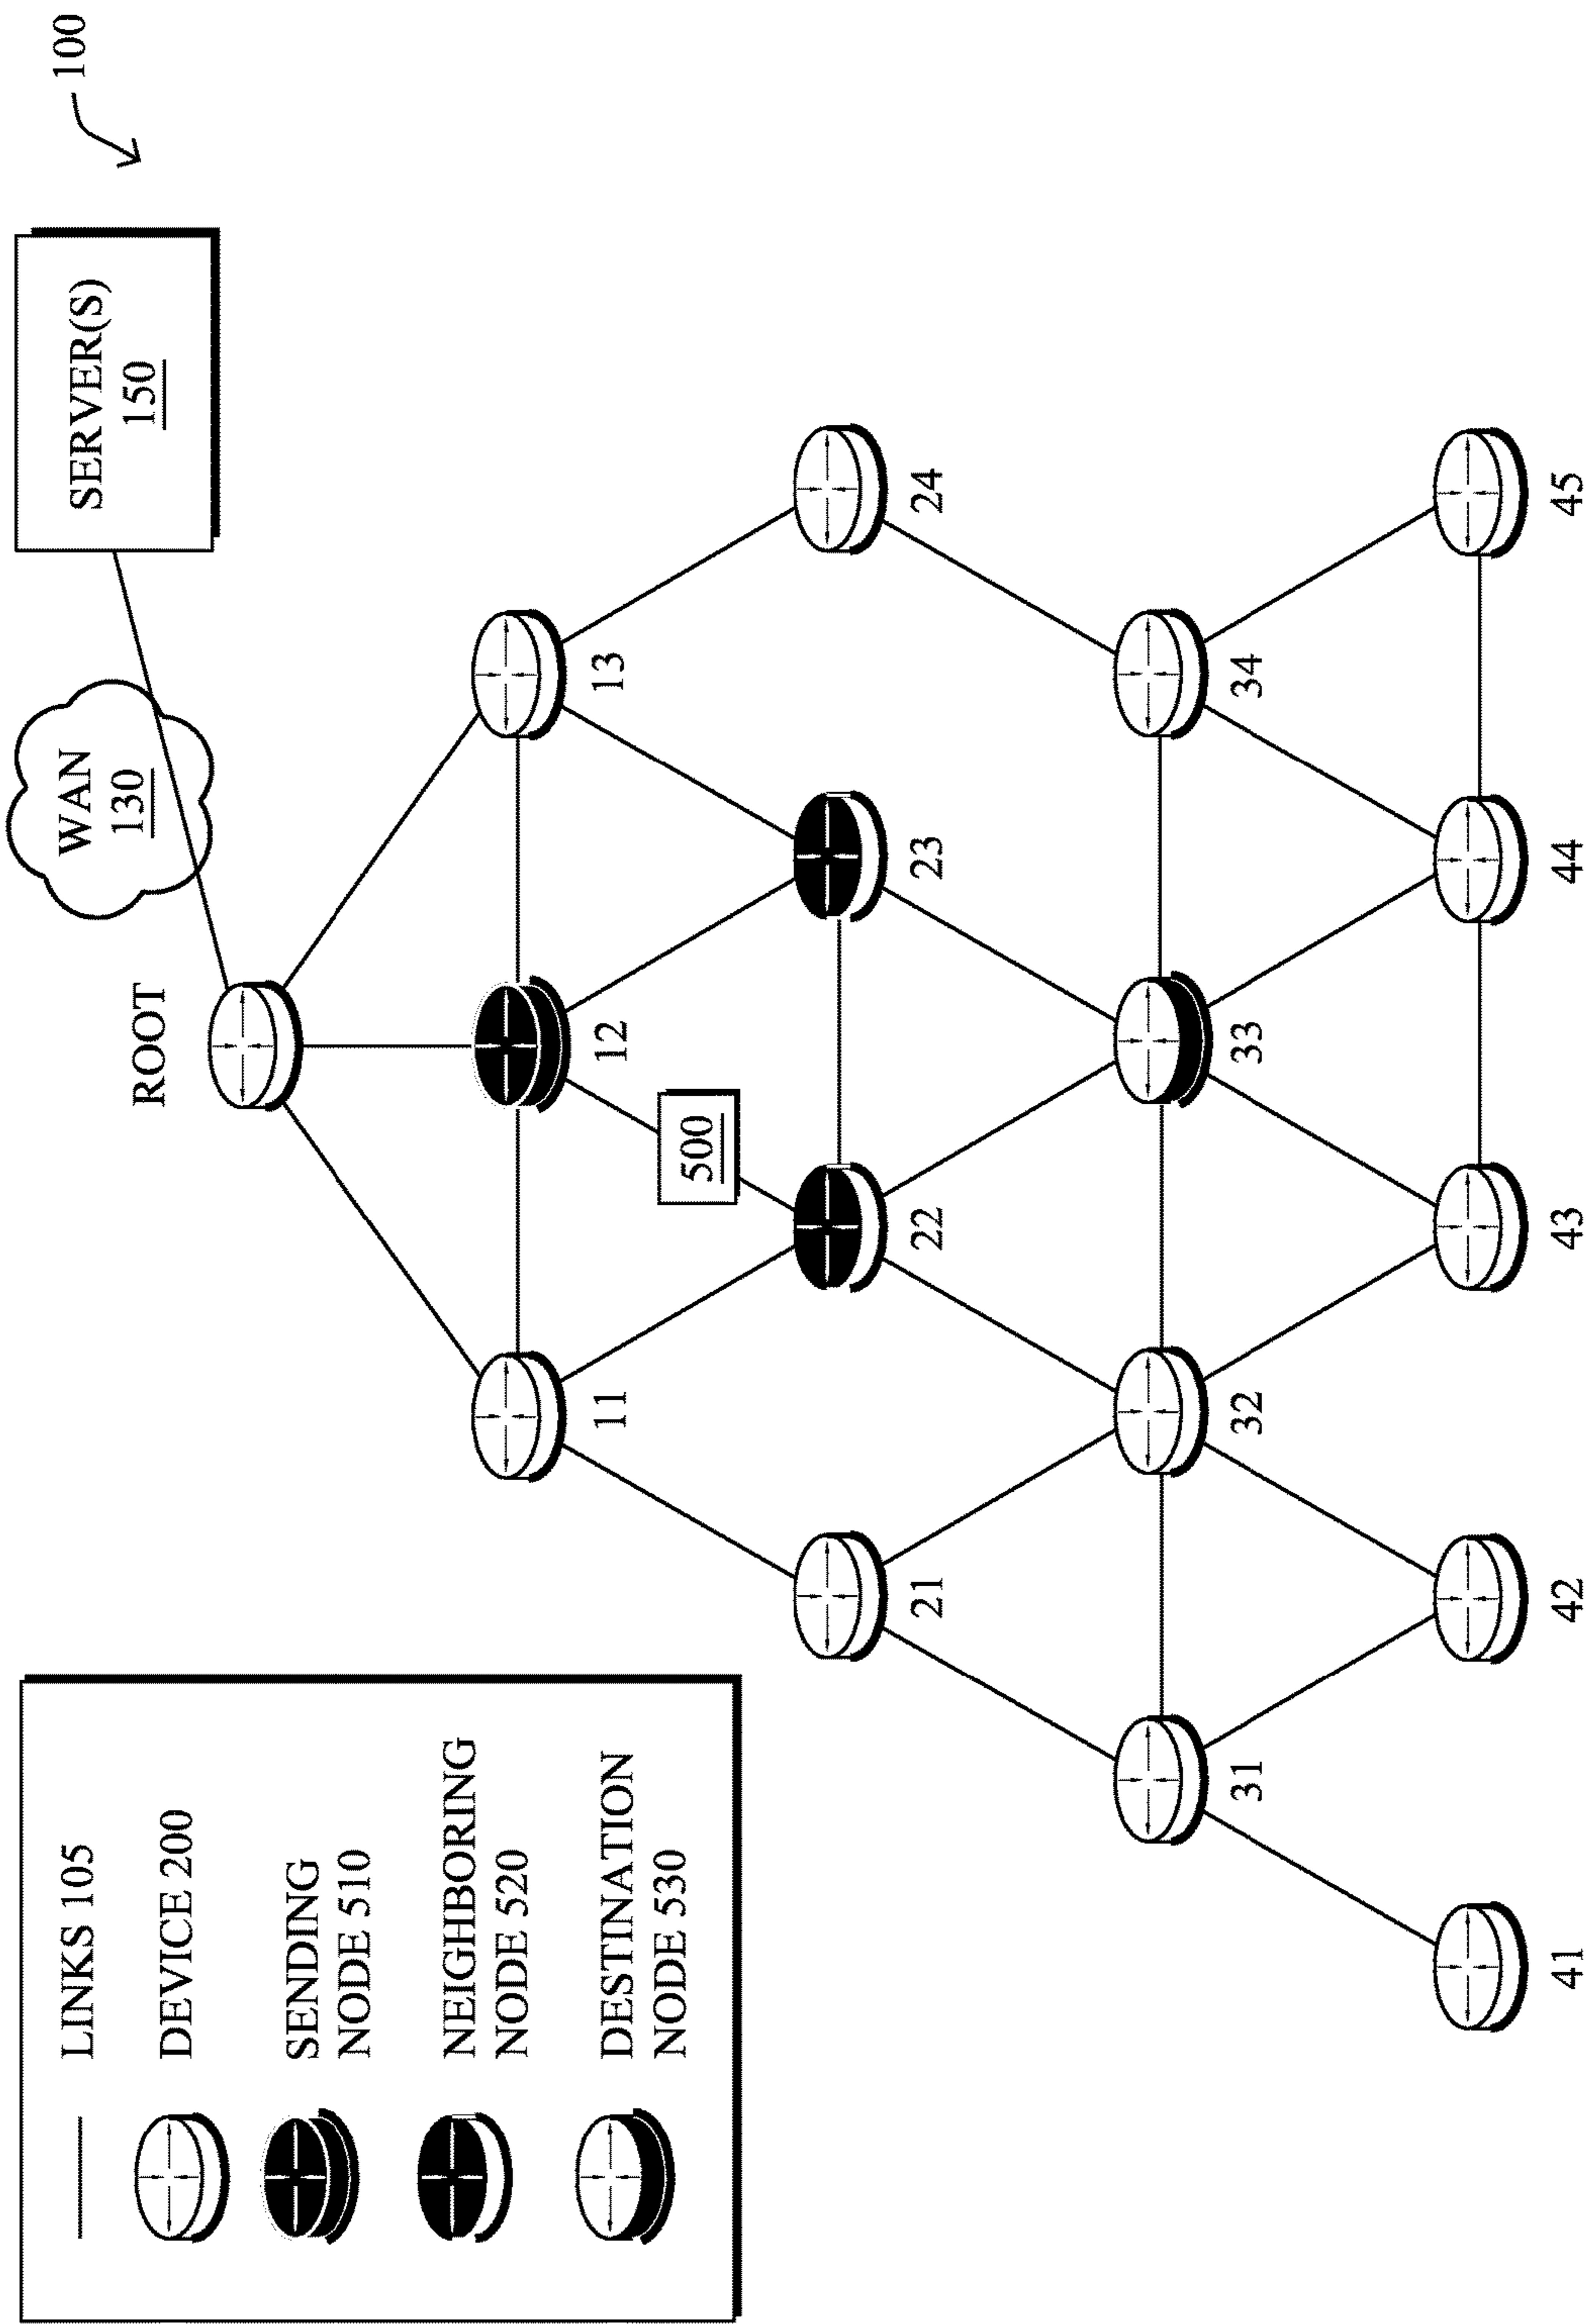 100
SERVER(S)
150
WAN
130
ROOT
LINKS 105
DEVICE 200
SENDING
NODE 510
NEIGHBORING
NODE 520
DESTINATION
NODE 530
11
12
13
500
21
22
23
24
31
32
33
34
41
42
43
44
45